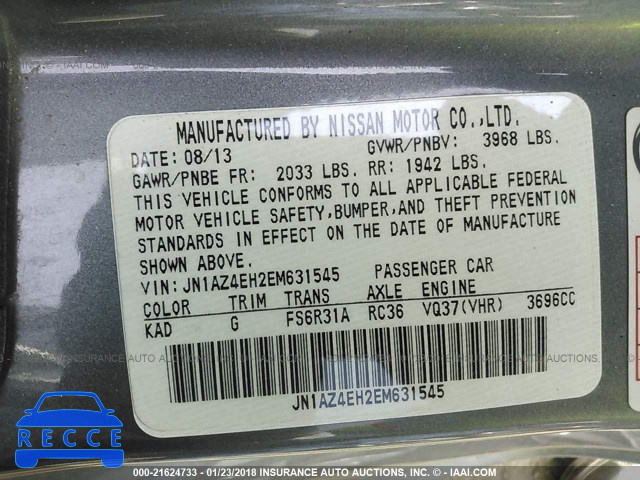 MANUFACTURED BY NISSAN MOTOR CO.,LTD.
DATE: 08/13 GVWR/PNBV: 3968 LBS.
GAWR/PNBE FR: 2033 LBS. RR: 1942 LBS.
THIS VEHICLE CONFORMS TO ALL APPLICABLE FEDERAL
MOTOR VEHICLE SAFETY,BUMPER,AND THEFT PREVENTION
STANDARDS IN EFFECT ON THE DATE OF MANUFACTURE
SHOWN ABOVE.
VIN: JN1AZ4EH2EM631545 PASSENGER CAR
COLOR TRIM TRANS AXLE ENGINE
KAD G FS6R31A RC36 VQ37(VHR) 3696CC
JN1AZ4EH2EM631545
RECCE
000-21624733 - 01/23/2018 INSURANCE AUTO AUCTIONS, INC. - © - IAAI.COM